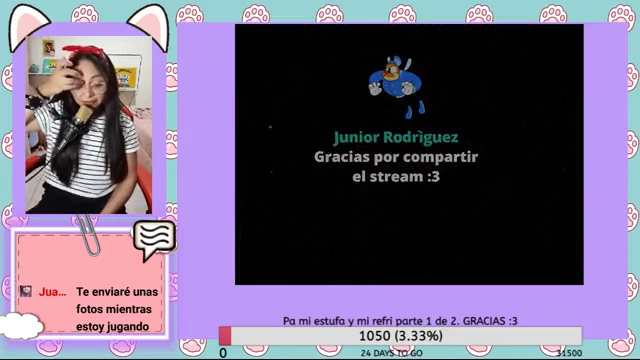 Junior Rodrìguez
Gracias por compartir
el stream :3
Jua... Te enviaré unas
fotos mientras
estoy jugando
Pa mi estufa y mi refri parte 1 de 2. GRACIAS :3
1050 (3.33%)
0 24 DAYS TO GO 31500